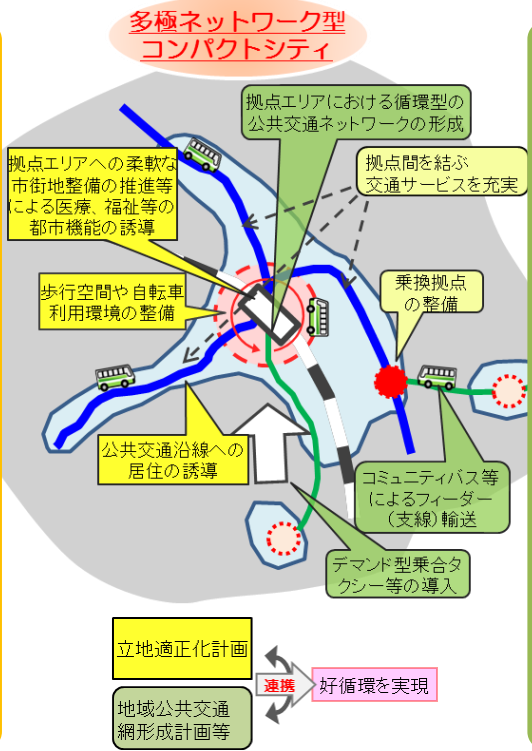 多極ネットワーク型
コンパクトシティ
拠点エリアにおける循環型の
公共交通ネットワークの形成
拠点エリアへの柔軟な
市街地整備の推進等
による医療、福祉等の
都市機能の誘導
拠点間を結ぶ
交通サービスを充実
歩行空間や自転車
利用環境の整備
乗換拠点
の整備
公共交通沿線への
居住の誘導
コミュニティバス等
によるフィーダー
（支線）輸送
デマンド型乗合タ
クシー等の導入
立地適正化計画
連携
好循環を実現
地域公共交通
網形成計画等